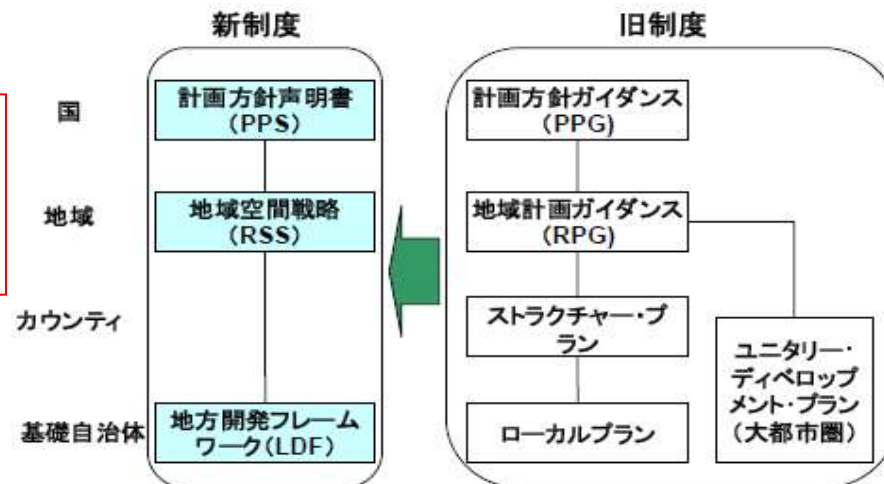 新制度
旧制度
国
計画方針声明書
(PPS)
計画方針ガイダンス
(PPG)
地域
地域空間戦略
(RSS)
地域計画ガイダンス
(RPG)
カウンティ
ストラクチャー・プ
ラン
ユニタリー・
ディベロップ
メント・プラン
(大都市圏)
基礎自治体
地方開発フレーム
ワーク(LDF)
ローカルプラン